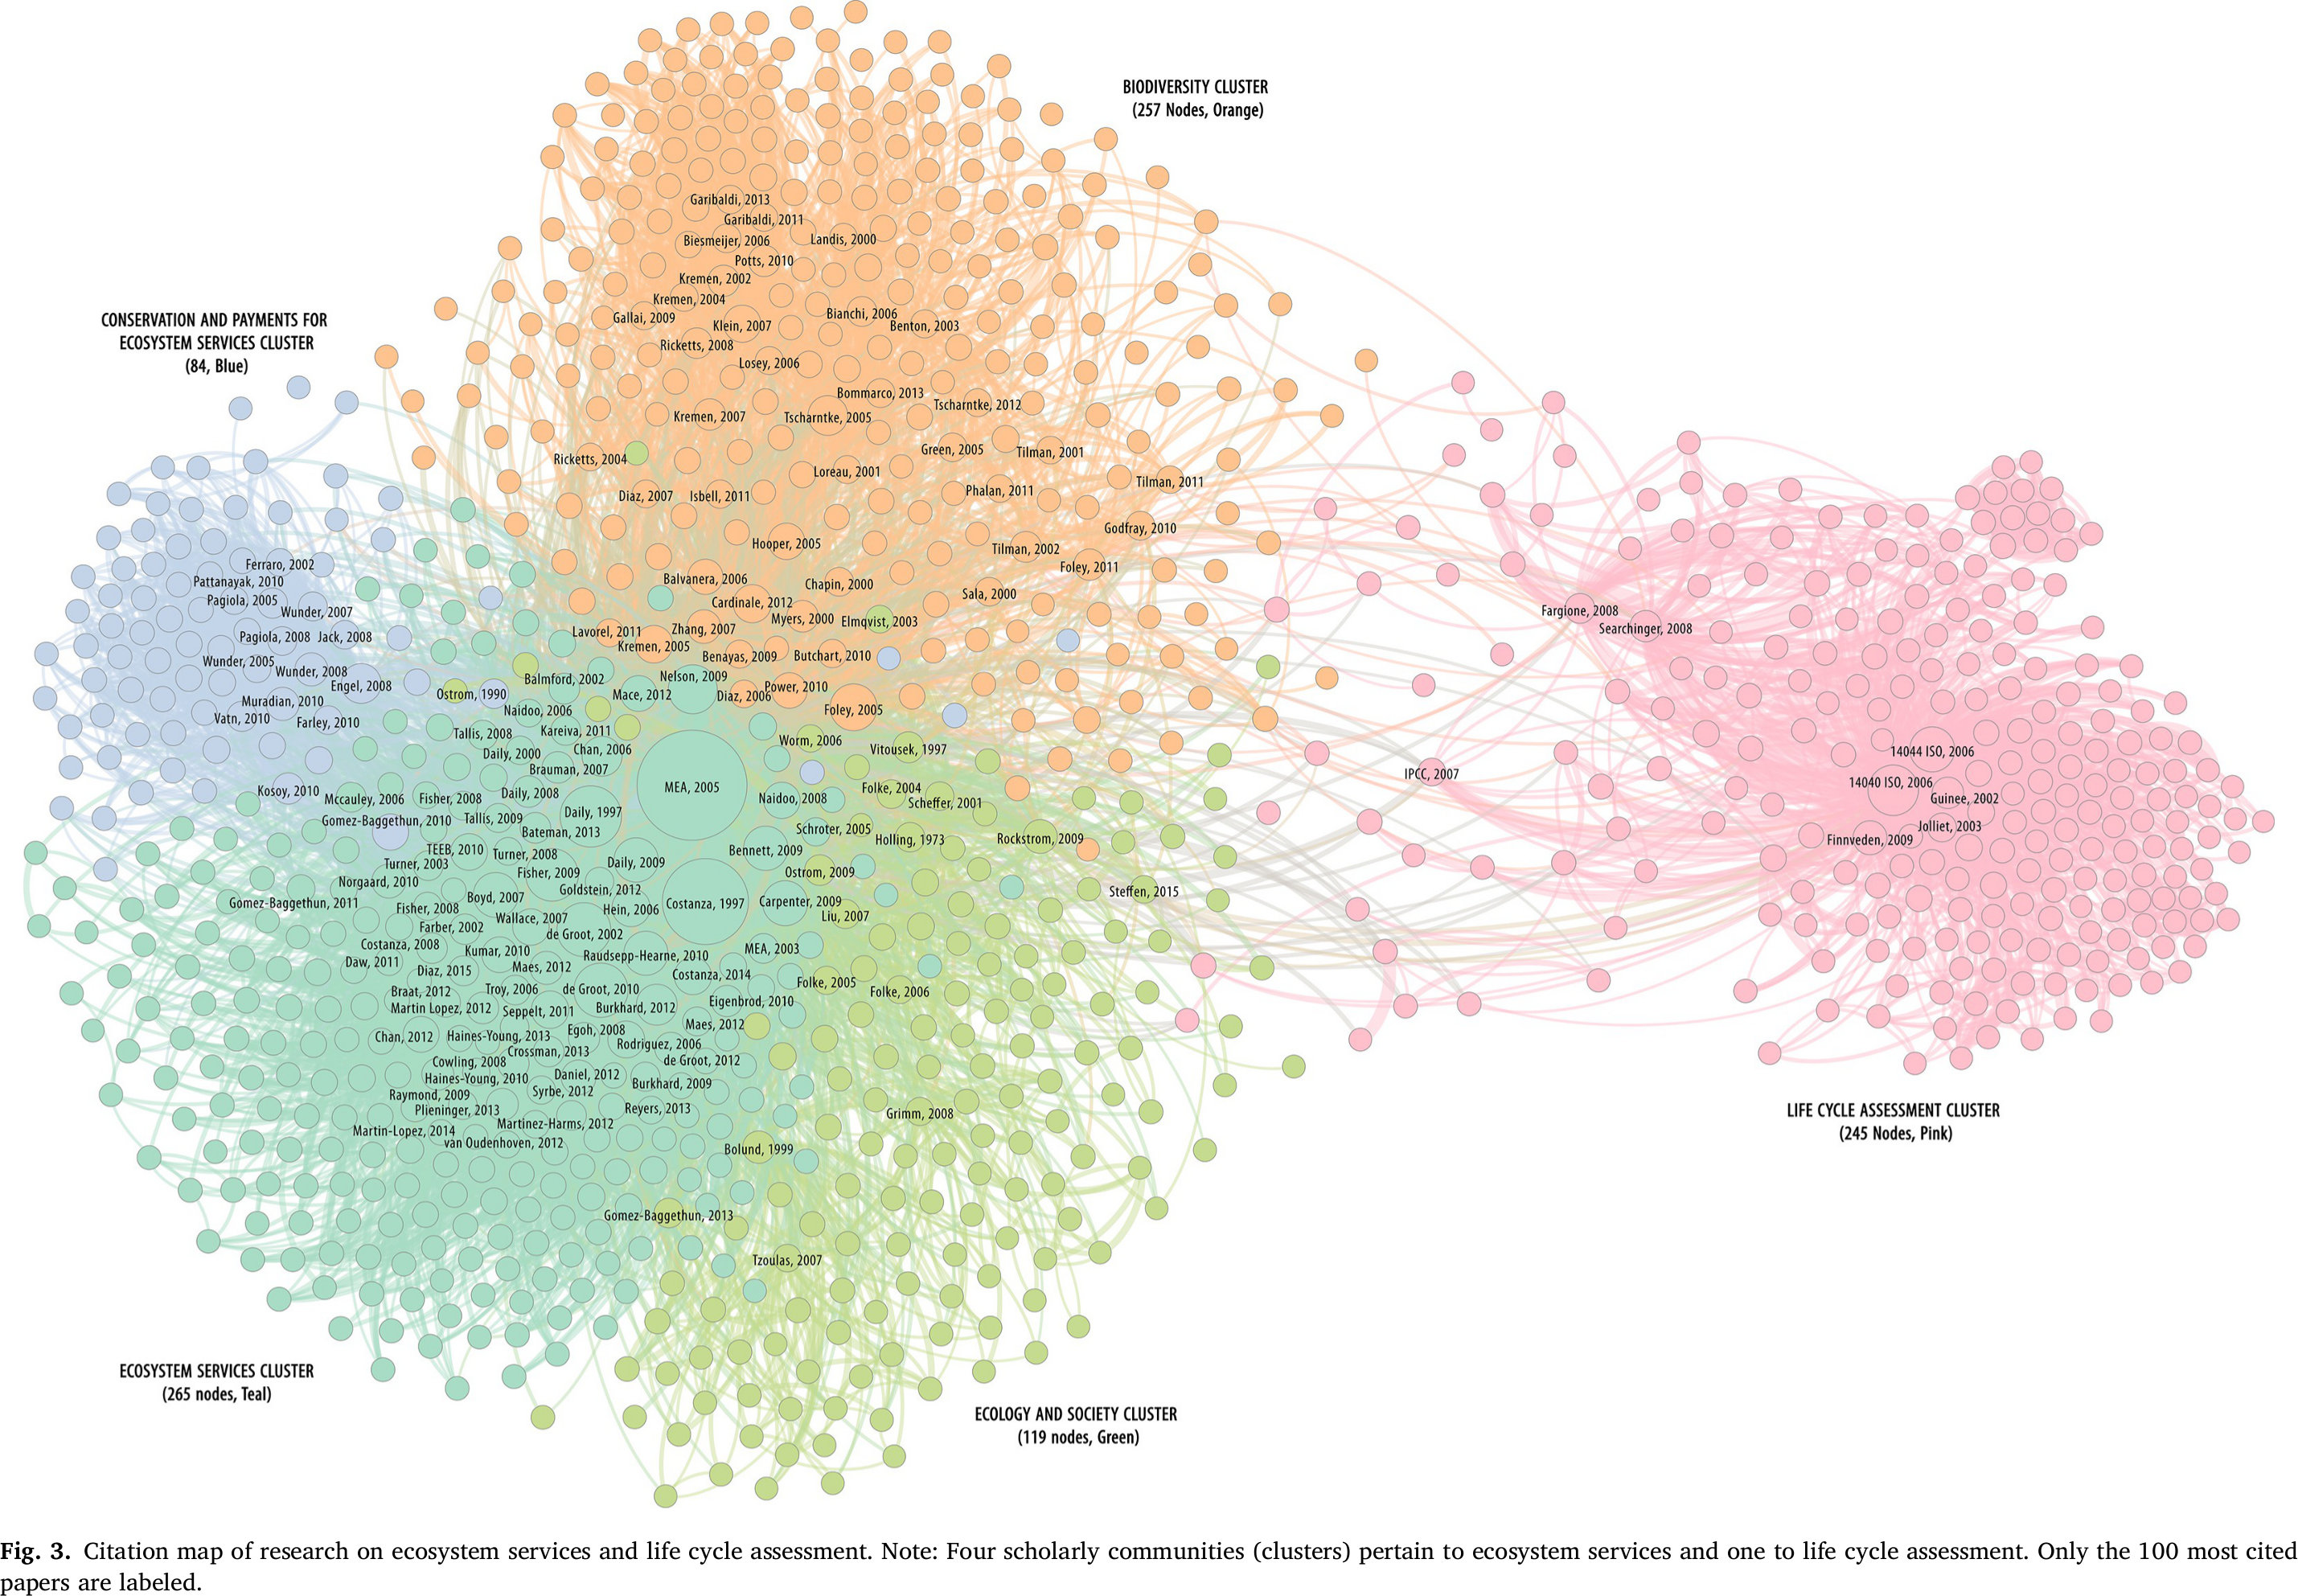 BIODIVERSITY CLUSTER
(257 Nodes, Orange)
Garibaldi, 2013
Garibaldi, 2011
Biesmeijer, 2006
Landis, 2000
Potts, 2010
Kremen, 2002
Kremen, 2004
Gallai, 2009
Klein, 2007
Bianchi, 2006
Benton, 2003
Ricketts, 2008
Losey, 2006
Bommarco, 2013
Tscharntke, 2012
Kremen, 2007
Tscharntke, 2005
Ricketts, 2004
Green, 2005
Tilman, 2001
Loreau, 2001
Tilman, 2011
Diaz, 2007
Isbell, 2011
Phalan, 2011
Godfray, 2010
Hooper, 2005
Tilman, 2002
Foley, 2011
Balvanera, 2006
Chapin, 2000
Sala, 2000
Cardinale, 2012
Myers, 2000
Elmqvist, 2003
Lavorel, 2011
Zhang, 2007
Kremen, 2005
Benayas, 2009
Butchart, 2010
Power, 2010
Diaz, 2006
Foley, 2005
CONSERVATION AND PAYMENTS FOR
ECOSYSTEM SERVICES CLUSTER
(84, Blue)
Ferraro, 2002
Pattanayak, 2010
Pagiola, 2005
Wunder, 2007
Pagiola, 2008
Jack, 2008
Wunder, 2005
Wunder, 2008
Engel, 2008
Muradian, 2010
Vatn, 2010
Farley, 2010
Kosoy, 2010
Gomez-Baggethun, 2010
Ostrom, 1990
Balmford, 2002
Nelson, 2009
Mace, 2012
Naidoo, 2006
Kareiva, 2011
Tallis, 2008
Daily, 2000
Chan, 2006
Brauman, 2007
MEA, 2005
Mccauley, 2006
Fisher, 2008
Daily, 2008
Naidoo, 2008
Tallis, 2009
Daily, 1997
Bateman, 2013
TEEB, 2010
Turner, 2008
Turner, 2003
Daily, 2009
Bennett, 2009
Fisher, 2009
Norgaard, 2010
Goldstein, 2012
Boyd, 2007
Gomez-Baggethun, 2011
Fisher, 2008
Hein, 2006
Costanza, 1997
Carpenter, 2009
Wallace, 2007
Farber, 2002
de Groot, 2002
Costanza, 2008
Kumar, 2010
MEA, 2003
Raudsepp-Hearne, 2010
Daw, 2011
Diaz, 2015
Maes, 2012
Costanza, 2014
Braat, 2012
Troy, 2006
de Groot, 2010
Eigenbrod, 2010
Martin Lopez, 2012
Seppelt, 2011
Burkhard, 2012
Maes, 2012
Chan, 2012
Haines-Young, 2013
Egoh, 2008
Rodriguez, 2006
Crossman, 2013
Cowling, 2008
de Groot, 2012
Haines-Young, 2010
Daniel, 2012
Burkhard, 2009
Raymond, 2009
Syrbe, 2012
Plieninger, 2013
Reyers, 2013
Martinez-Harms, 2012
Martin-Lopez, 2014
van Oudenhoven, 2012
Worm, 2006
Vitousek, 1997
Folke, 2004
Scheffer, 2001
Schroter, 2005
Holling, 1973
Rockstrom, 2009
Ostrom, 2009
Steffen, 2015
Liu, 2007
Folke, 2005
Folke, 2006
Grimm, 2008
Bolund, 1999
Gomez-Baggethun, 2013
Tzoulas, 2007
Fargione, 2008
Searchinger, 2008
14044 ISO, 2006
IPCC, 2007
14040 ISO, 2006
Guinee, 2002
Jolliet, 2003
Finnveden, 2009
LIFE CYCLE ASSESSMENT CLUSTER
(245 Nodes, Pink)
ECOSYSTEM SERVICES CLUSTER
(265 nodes, Teal)
ECOLOGY AND SOCIETY CLUSTER
(119 nodes, Green)
Fig. 3. Citation map of research on ecosystem services and life cycle assessment. Note: Four scholarly communities (clusters) pertain to ecosystem services and one to life cycle assessment. Only the 100 most cited
papers are labeled.